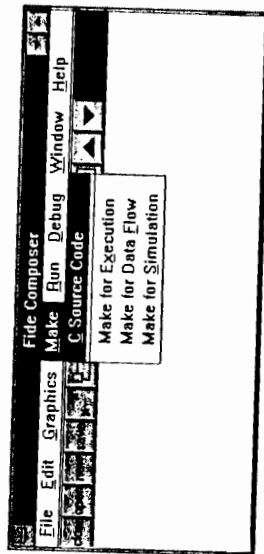 Fide Composer
File Edit Graphics Make Run Debug Window Help
C Source Code
Make for Execution
Make for Data Flow
Make for Simulation